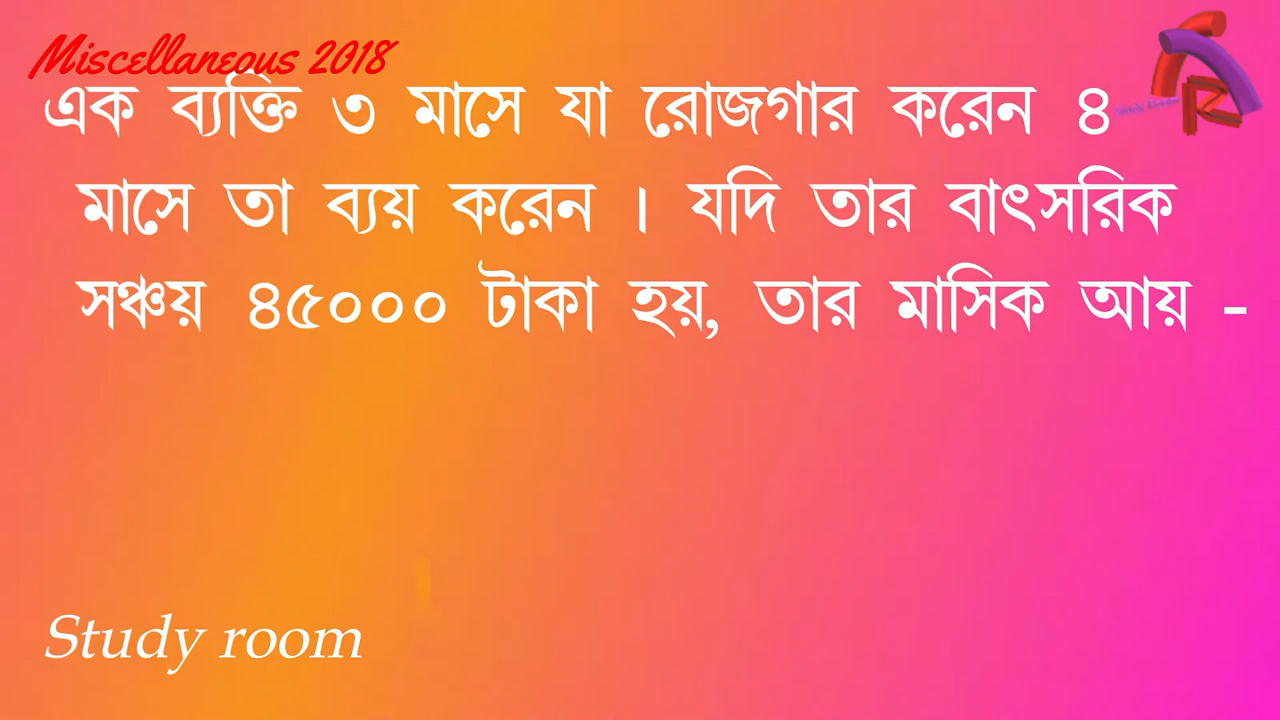 Miscellaneous 2018
এক ব্যক্তি ৩ মাসে যা রোজগার করেন ৪
মাসে তা ব্যয় করেন । যদি তার বাৎসরিক
সঞ্চয় ৪৫০০০ টাকা হয়, তার মাসিক আয় -
Study room